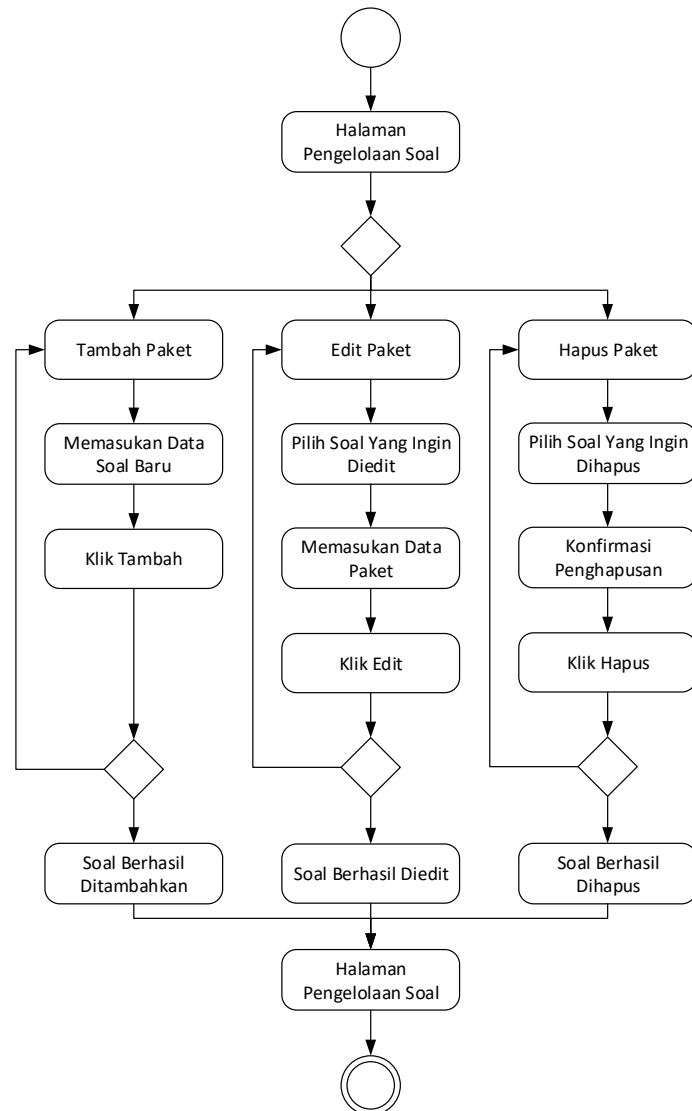 Halaman
Pengelolaan Soal
Tambah Paket
Edit Paket
Hapus Paket
Memasukan Data
Soal Baru
Pilih Soal Yang Ingin
Diedit
Pilih Soal Yang Ingin
Dihapus
Klik Tambah
Memasukan Data
Paket
Konfirmasi
Penghapusan
Klik Edit
Klik Hapus
Soal Berhasil
Ditambahkan
Soal Berhasil Diedit
Soal Berhasil
Dihapus
Halaman
Pengelolaan Soal